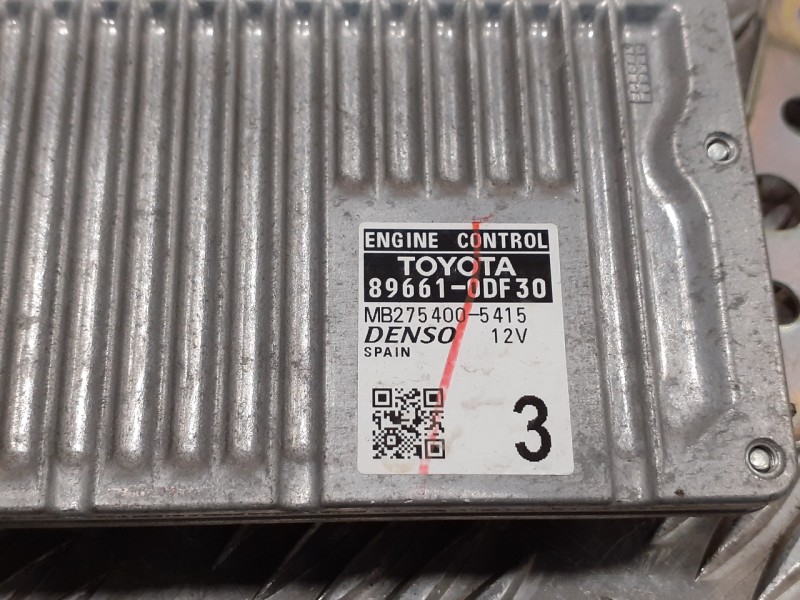 ENGINE CONTROL
TOYOTA
89661-0DF30
MB275400-5415
DENSO 12V
SPAIN
3